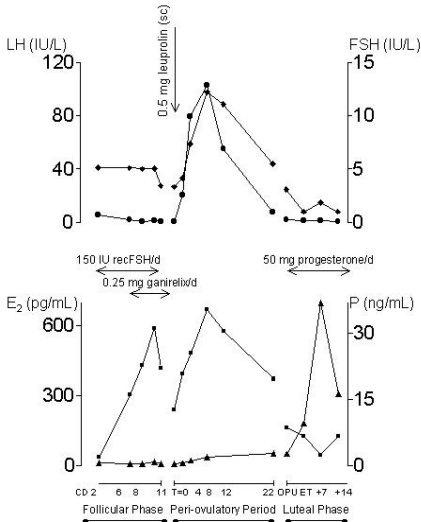 0.5 mg leuprolin (sc)
LH (IU/L) FSH (IU/L)
120 15
80 10
40 5
0 0
150 IU recFSH/d 50 mg progesterone/d
0.25 mg ganirelix/d
E2 (pg/mL) P (ng/mL)
600 30
300 15
0 0
CD 2 6 8 11 T=0 4 8 12 22 OPU ET +7 +14
Follicular Phase Peri-ovulatory Period Luteal Phase